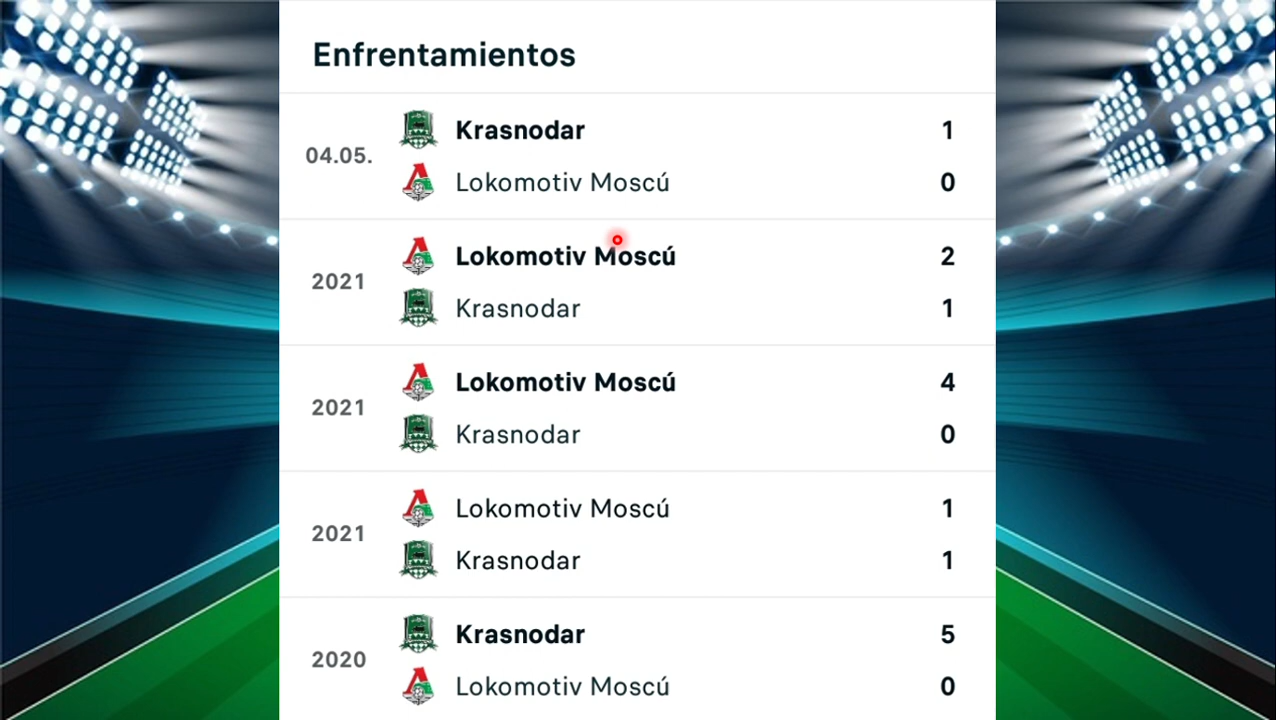 Enfrentamientos
04.05.
Krasnodar 1
Lokomotiv Moscú 0
2021
Lokomotiv Moscú 2
Krasnodar 1
2021
Lokomotiv Moscú 4
Krasnodar 0
2021
Lokomotiv Moscú 1
Krasnodar 1
2020
Krasnodar 5
Lokomotiv Moscú 0